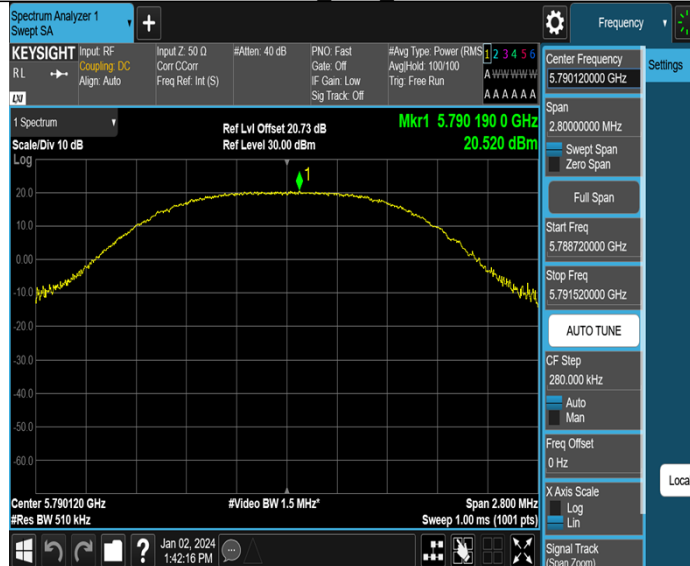 Spectrum Analyzer 1
Swept SA
+
Frequency
KEYSIGHT
RL
LXI
Input: RF
Coupling: DC
Align: Auto
Input Z: 50 Ω
Corr CCorr
Freq Ref: Int (S)
#Atten: 40 dB
PNO: Fast
Gate: Off
IF Gain: Low
Sig Track: Off
#Avg Type: Power (RMS
Avg|Hold: 100/100
Trig: Free Run
1 2 3 4 5 6
A W W W W W
A A A A A A
1 Spectrum
Scale/Div 10 dB
Log
Ref Lvl Offset 20.73 dB
Ref Level 30.00 dBm
Mkr1 5.790 190 0 GHz
20.520 dBm
1
20.0
10.0
0.00
-10.0
-20.0
-30.0
-40.0
-50.0
-60.0
Center 5.790120 GHz
#Res BW 510 kHz
#Video BW 1.5 MHz*
Span 2.800 MHz
Sweep 1.00 ms (1001 pts)
?
Jan 02, 2024
1:42:16 PM
Center Frequency
5.790120000 GHz
Span
2.80000000 MHz
Swept Span
Zero Span
Full Span
Start Freq
5.788720000 GHz
Stop Freq
5.791520000 GHz
AUTO TUNE
CF Step
280.000 kHz
Auto
Man
Freq Offset
0 Hz
X Axis Scale
Log
Lin
Signal Track
(Span Zoom)
Settings
Loca